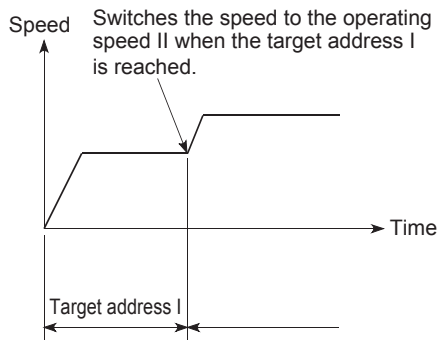 Speed
Switches the speed to the operating
speed II when the target address I
is reached.
Time
Target address I